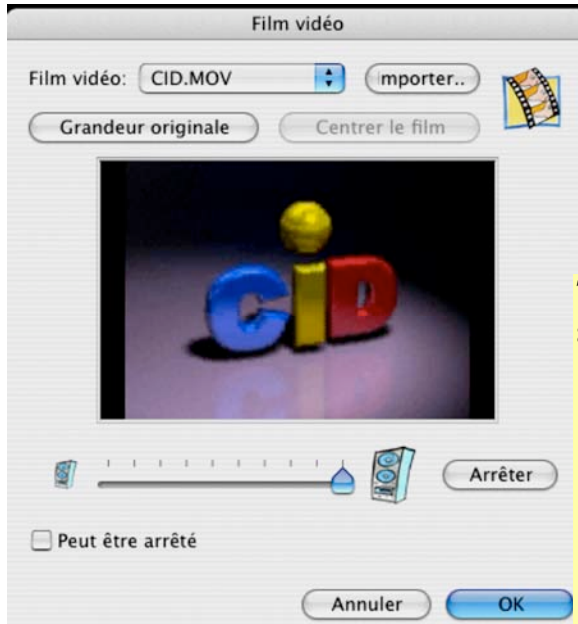 Film vidéo
Film vidéo: CID.MOV mporter..
Grandeur originale Centrer le film
CiD
Arrêter
Peut être arrêté
Annuler OK